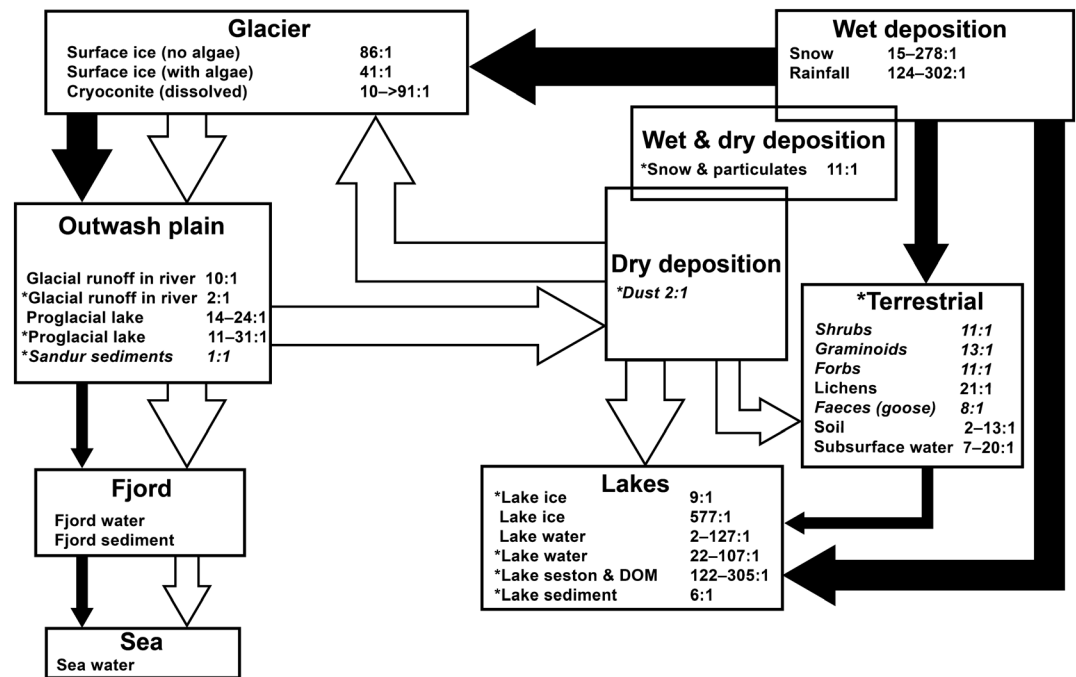 Glacier
Surface ice (no algae) 86:1
Surface ice (with algae) 41:1
Cryoconite (dissolved) 10–>91:1
Wet deposition
Snow 15–278:1
Rainfall 124–302:1
Wet & dry deposition
*Snow & particulates 11:1
Outwash plain
Glacial runoff in river 10:1
*Glacial runoff in river 2:1
Proglacial lake 14–24:1
*Proglacial lake 11–31:1
*Sandur sediments 1:1
Dry deposition
*Dust 2:1
*Terrestrial
Shrubs 11:1
Graminoids 13:1
Forbs 11:1
Lichens 21:1
Faeces (goose) 8:1
Soil 2–13:1
Subsurface water 7–20:1
Fjord
Fjord water
Fjord sediment
Lakes
*Lake ice 9:1
Lake ice 577:1
Lake water 2–127:1
*Lake water 22–107:1
*Lake seston & DOM 122–305:1
*Lake sediment 6:1
Sea
Sea water